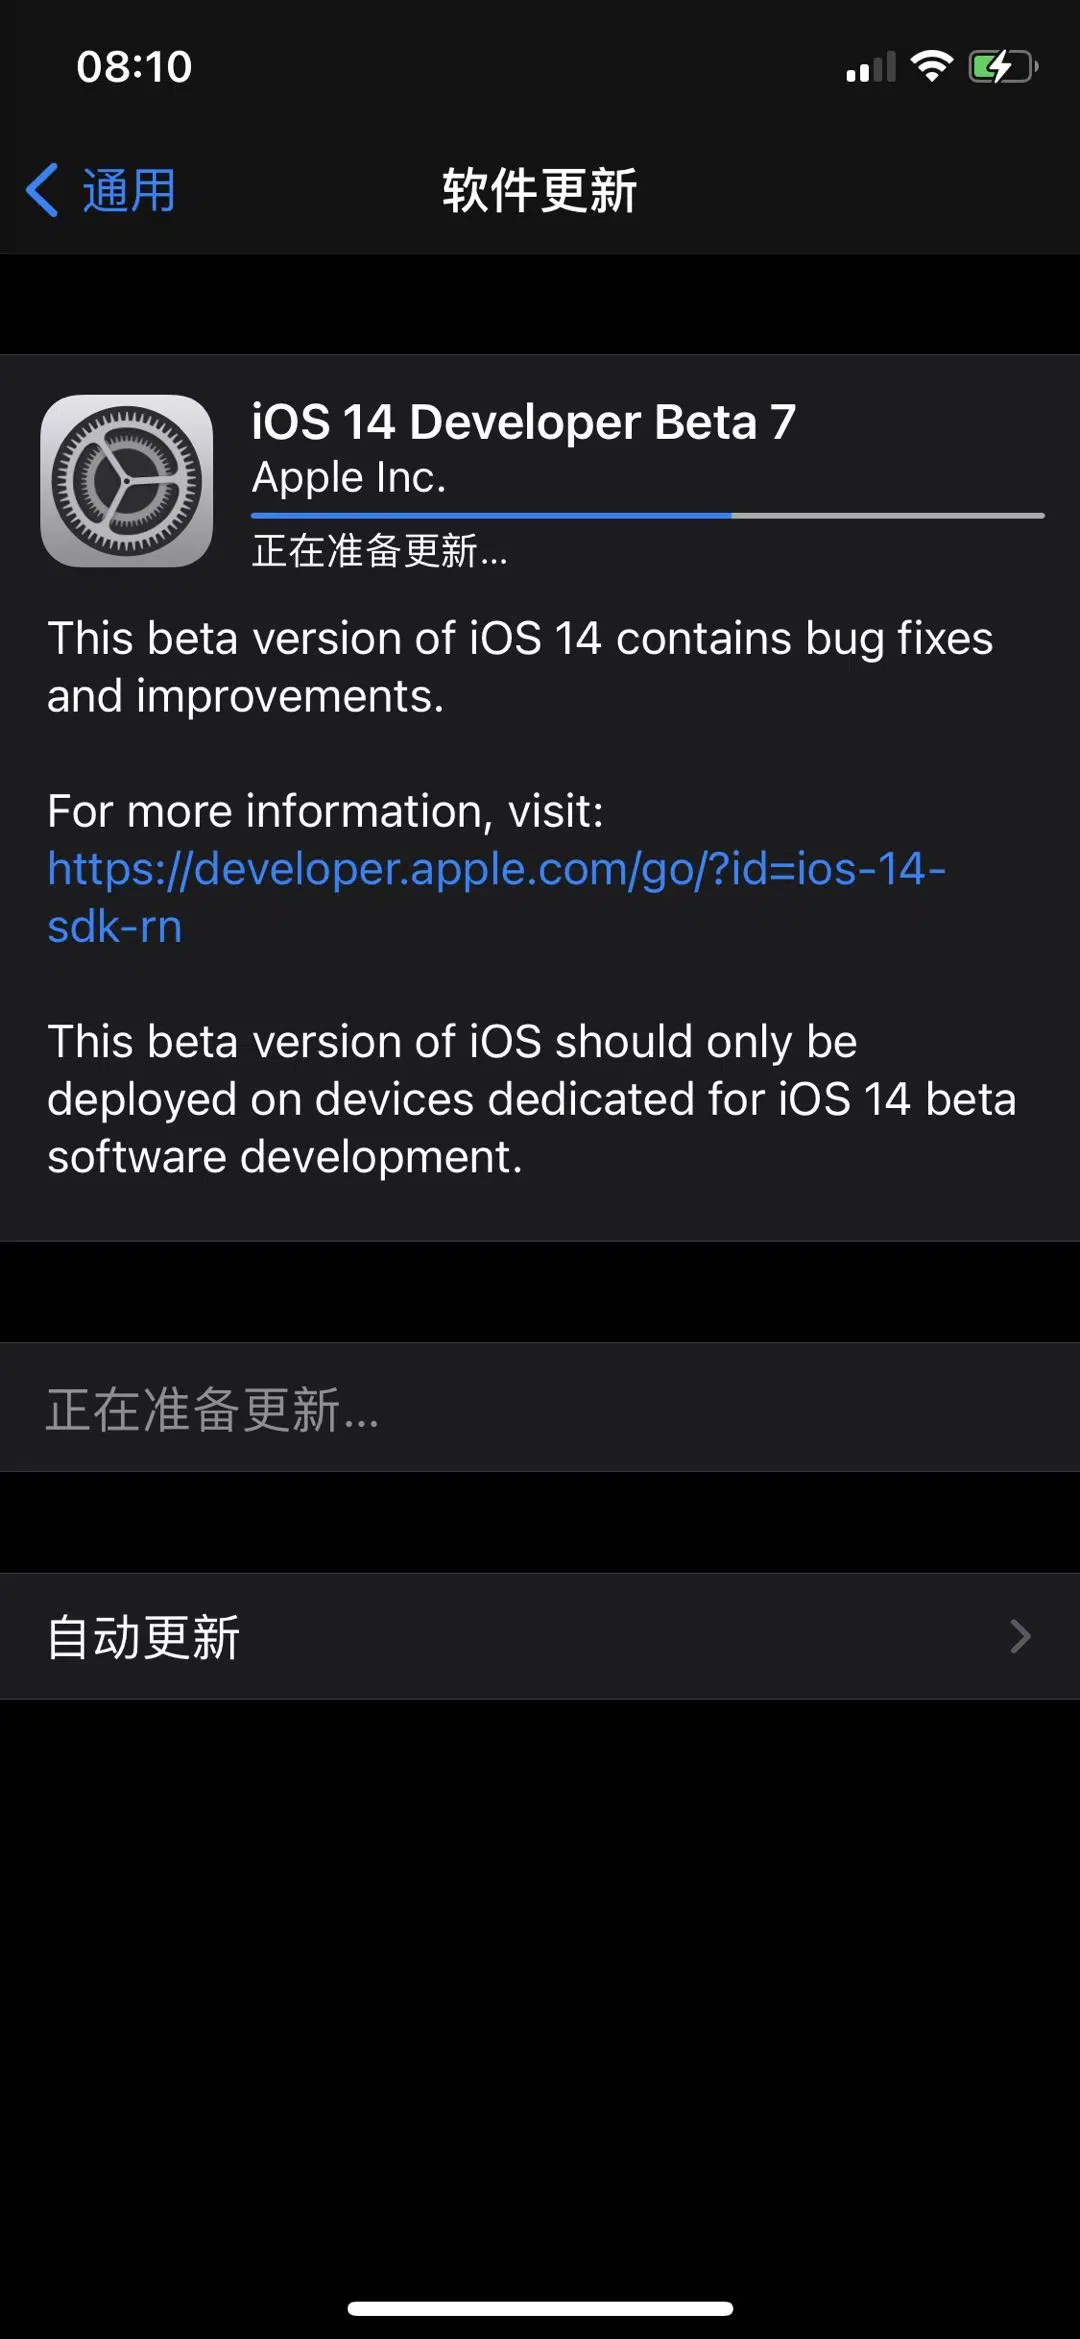 08:10
通用
软件更新
iOS 14 Developer Beta 7
Apple Inc.
正在准备更新...
This beta version of iOS 14 contains bug fixes
and improvements.
For more information, visit:
https://developer.apple.com/go/?id=ios-14-
sdk-rn
This beta version of iOS should only be
deployed on devices dedicated for iOS 14 beta
software development.
正在准备更新...
自动更新